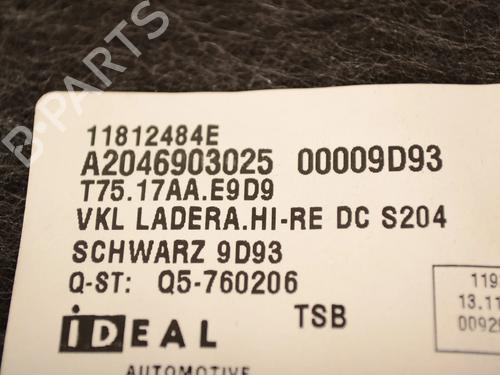 B-PARTS
11812484E
A2046903025 00009D93
T75.17AA.E9D9
VKL LADERA.HI-RE DC S204
SCHWARZ 9D93
Q-ST: Q5-760206
iDEAL
AUTOMOTIVE
TSB
119
13.11
0092